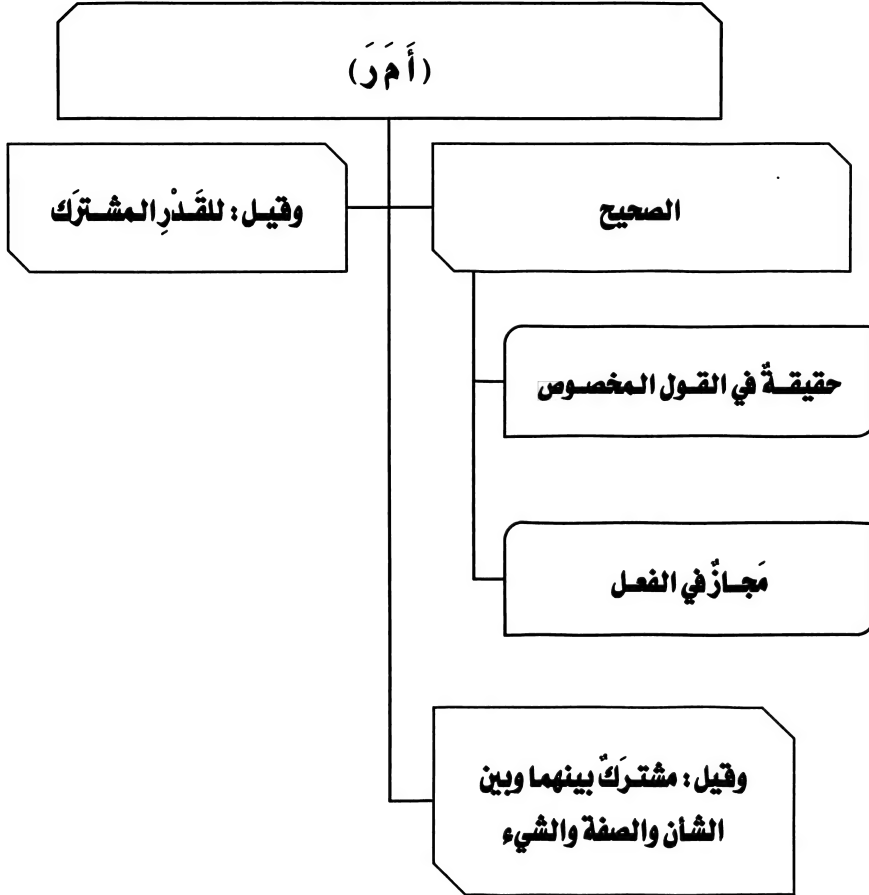 (أَ مَ رَ)
الصحيح
وقيل: للقَدْرِ المشترَك
حقيقةٌ في القول المخصوص
مَجازٌ في الفعل
وقيل: مشترَكٌ بينهما وبين
الشأن والصفة والشيء